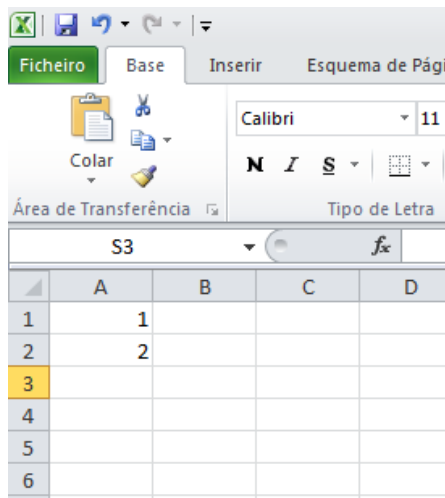 Ficheiro Base Inserir Esquema de Pági
Colar
Calibri 11
N I S
Área de Transferência Tipo de Letra
S3 fx
A B C D
1 1
2 2
3
4
5
6